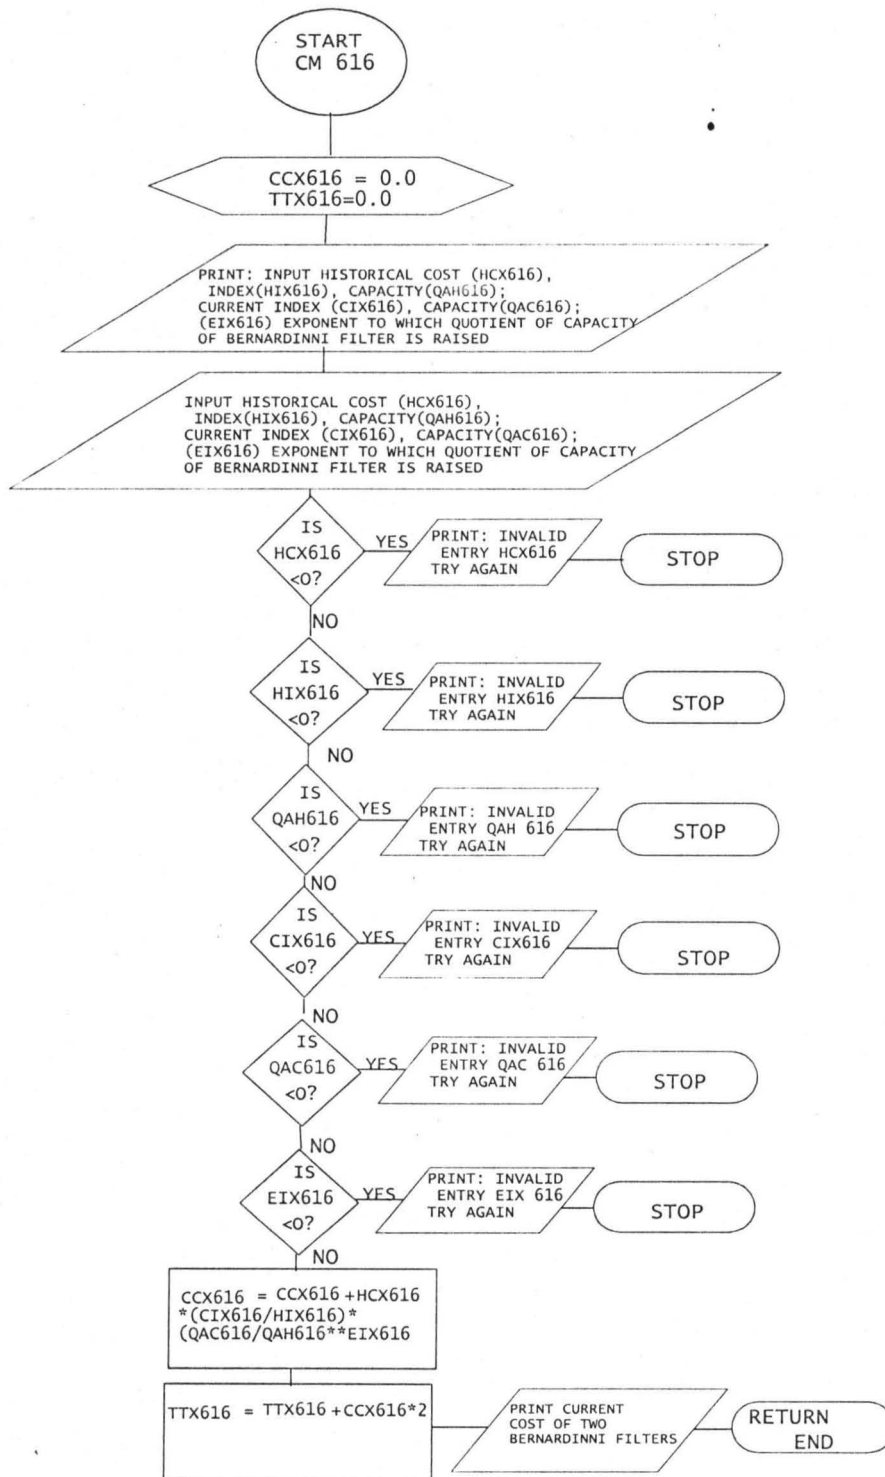 START
CM 616
CCX616 = 0.0
TTX616=0.0
PRINT: INPUT HISTORICAL COST (HCX616),
INDEX(HIX616), CAPACITY(QAH616);
CURRENT INDEX (CIX616), CAPACITY(QAC616);
(EIX616) EXPONENT TO WHICH QUOTIENT OF CAPACITY
OF BERNARDINNI FILTER IS RAISED
INPUT HISTORICAL COST (HCX616),
INDEX(HIX616), CAPACITY(QAH616);
CURRENT INDEX (CIX616), CAPACITY(QAC616);
(EIX616) EXPONENT TO WHICH QUOTIENT OF CAPACITY
OF BERNARDINNI FILTER IS RAISED
IS
HCX616
<0?
YES
PRINT: INVALID
ENTRY HCX616
TRY AGAIN
STOP
NO
IS
HIX616
<0?
YES
PRINT: INVALID
ENTRY HIX616
TRY AGAIN
STOP
NO
IS
QAH616
<0?
YES
PRINT: INVALID
ENTRY QAH 616
TRY AGAIN
STOP
NO
IS
CIX616
<0?
YES
PRINT: INVALID
ENTRY CIX616
TRY AGAIN
STOP
NO
IS
QAC616
<0?
YES
PRINT: INVALID
ENTRY QAC 616
TRY AGAIN
STOP
NO
IS
EIX616
<0?
YES
PRINT: INVALID
ENTRY EIX 616
TRY AGAIN
STOP
NO
CCX616 = CCX616+HCX616
*(CIX616/HIX616)*
(QAC616/QAH616**EIX616
TTX616 = TTX616+CCX616*2
PRINT CURRENT
COST OF TWO
BERNARDINNI FILTERS
RETURN
END